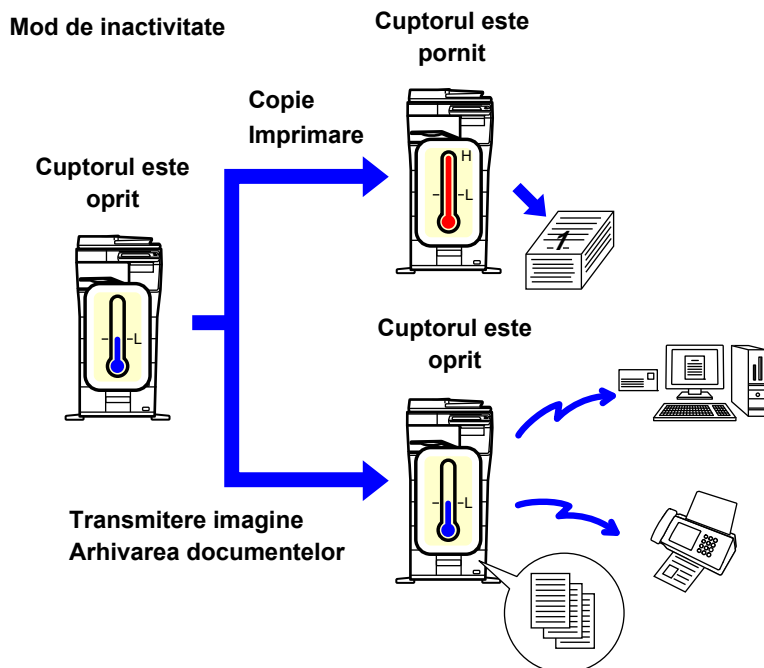 Mod de inactivitate
Cuptorul este
pornit
Copie
Imprimare
Cuptorul este
oprit
H
L
1
L
Cuptorul este
oprit
L
Transmitere imagine
Arhivarea documentelor